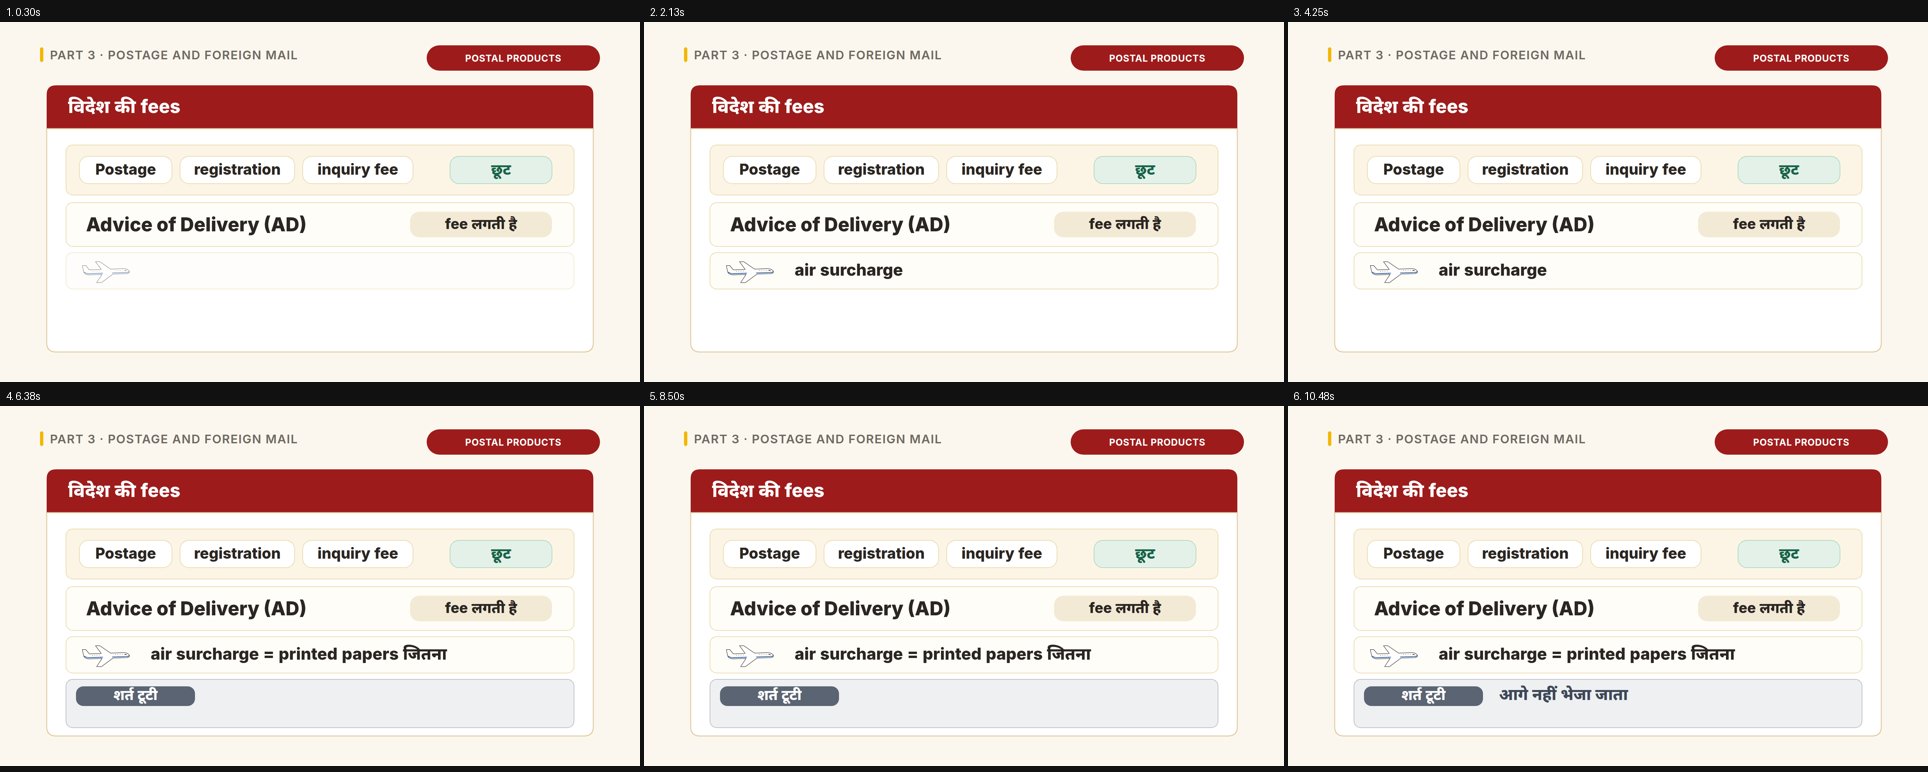 1. 0.30s
PART 3 · POSTAGE AND FOREIGN MAIL
POSTAL PRODUCTS
विदेश की fees
Postage registration inquiry fee छूट
Advice of Delivery (AD) fee लगती है
2. 2.13s
PART 3 · POSTAGE AND FOREIGN MAIL
POSTAL PRODUCTS
विदेश की fees
Postage registration inquiry fee छूट
Advice of Delivery (AD) fee लगती है
air surcharge
3. 4.25s
PART 3 · POSTAGE AND FOREIGN MAIL
POSTAL PRODUCTS
विदेश की fees
Postage registration inquiry fee छूट
Advice of Delivery (AD) fee लगती है
air surcharge
4. 6.38s
PART 3 · POSTAGE AND FOREIGN MAIL
POSTAL PRODUCTS
विदेश की fees
Postage registration inquiry fee छूट
Advice of Delivery (AD) fee लगती है
air surcharge = printed papers जितना
शर्त टूटी
5. 8.50s
PART 3 · POSTAGE AND FOREIGN MAIL
POSTAL PRODUCTS
विदेश की fees
Postage registration inquiry fee छूट
Advice of Delivery (AD) fee लगती है
air surcharge = printed papers जितना
शर्त टूटी
6. 10.48s
PART 3 · POSTAGE AND FOREIGN MAIL
POSTAL PRODUCTS
विदेश की fees
Postage registration inquiry fee छूट
Advice of Delivery (AD) fee लगती है
air surcharge = printed papers जितना
शर्त टूटी आगे नहीं भेजा जाता